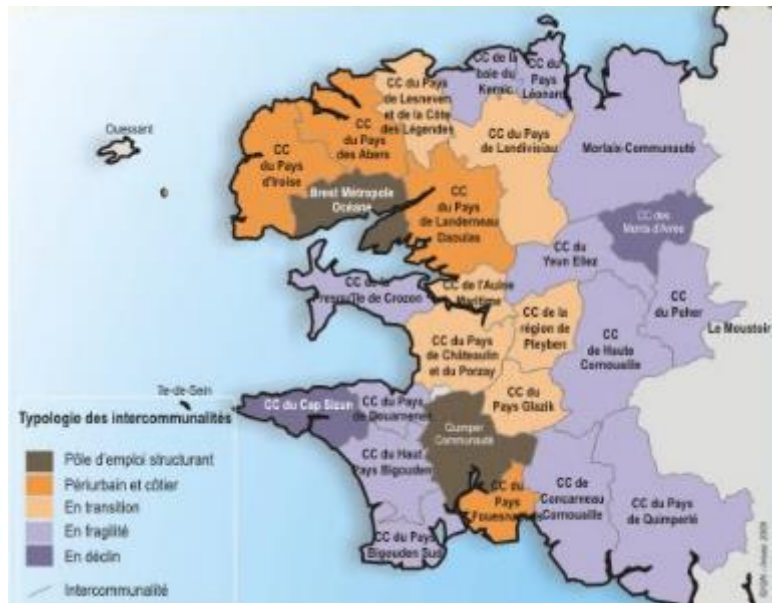 CC de la
baie du
Kernic
CC du
Pays
Léonard
CC du Pays
de Lesneven
et de la Côte
des Légendes
Ouessant
CC
du Pays
des Abers
CC du Pays
de Landivisiau
Morlaix-Communauté
CC
du Pays
d'Iroise
Brest Métropole
Océane
CC
du Pays
de Landerneau
Daoulas
CC des
Monts d'Arrée
CC du
Yeun Ellez
CC de la
Presqu'île de Crozon
CC de l'Aulne
Maritime
CC
du Poher
CC de la
région de
Pleyben
Le Moustoir
CC du Pays
de Châteaulin
et du Porzay
CC
de Haute
Cornouaille
Ile-de-Sein
CC du Cap Sizun
CC du Pays
de Douarnenez
CC du
Pays Glazik
Typologie des intercommunalités
Quimper
Communauté
Pôle d'emploi structurant
CC du Haut
Pays Bigouden
Périurbain et côtier
CC du
Pays
CC de
Concarneau
Cornouaille
CC du Pays
de Quimperlé
En transition
En fragilité
CC du Pays
Bigouden Sud
En déclin
Intercommunalité